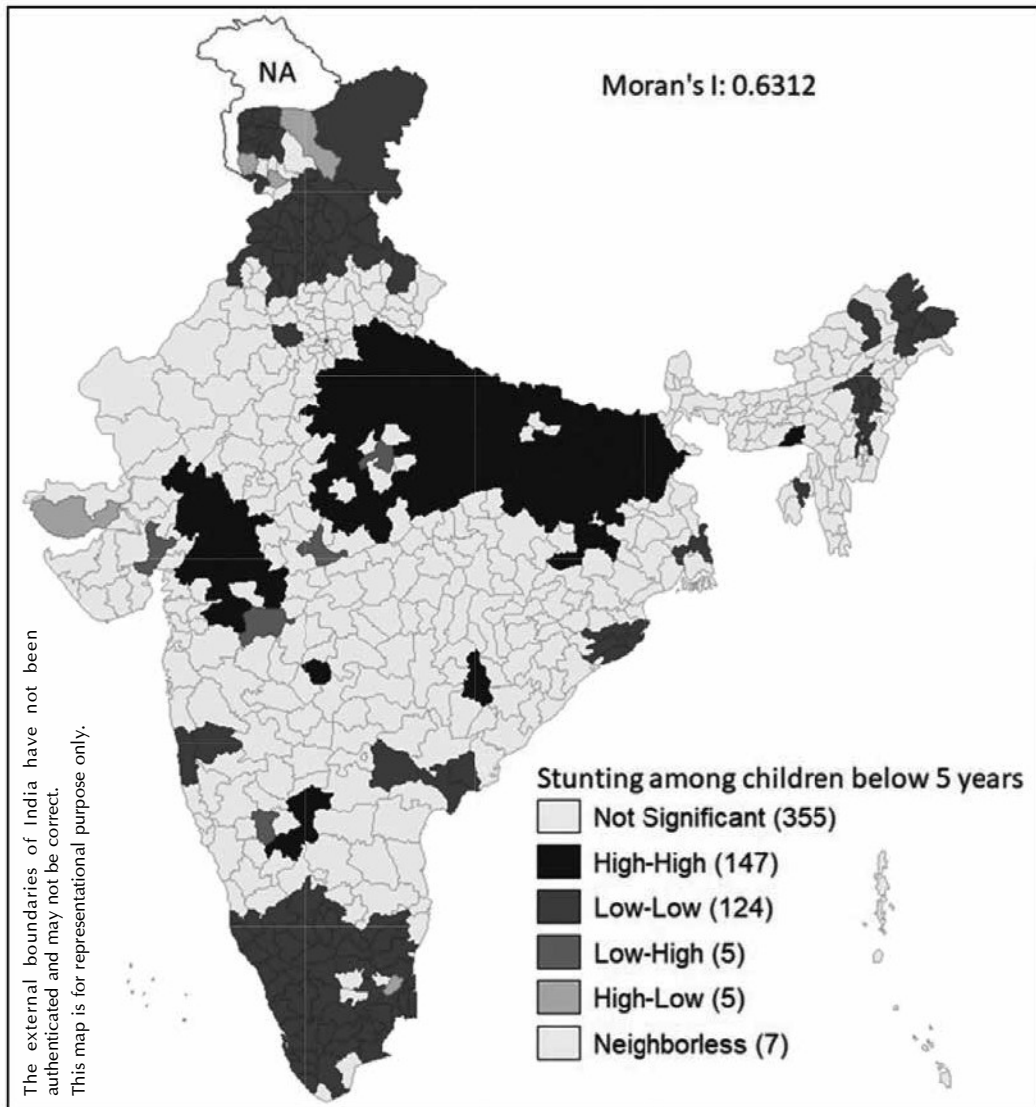 NA
Moran's I: 0.6312
Stunting among children below 5 years
Not Significant (355)
High-High (147)
Low-Low (124)
Low-High (5)
High-Low (5)
Neighborless (7)
The external boundaries of India have not been
authenticated and may not be correct.
This map is for representational purpose only.